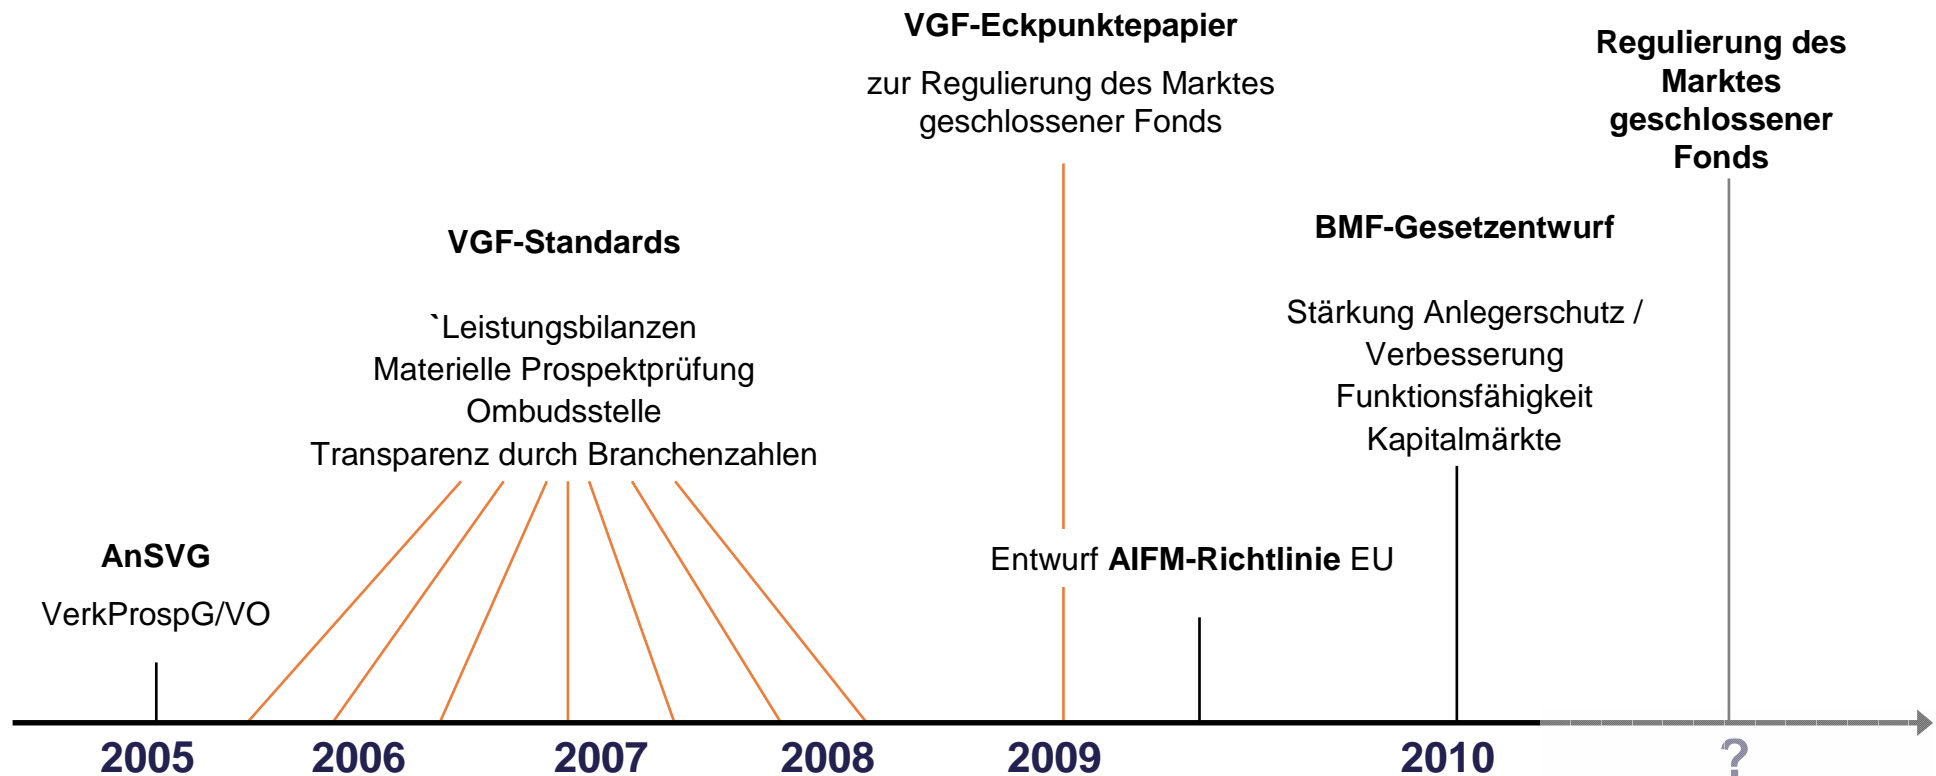 VGF-Eckpunktepapier
zur Regulierung des Marktes
geschlossener Fonds
Regulierung des
Marktes
geschlossener
Fonds
VGF-Standards
`Leistungsbilanzen
Materielle Prospektprüfung
Ombudsstelle
Transparenz durch Branchenzahlen
BMF-Gesetzentwurf
Stärkung Anlegerschutz /
Verbesserung
Funktionsfähigkeit
Kapitalmärkte
AnSVG
VerkProspG/VO
Entwurf AIFM-Richtlinie EU
2005 2006 2007 2008 2009 2010 ?